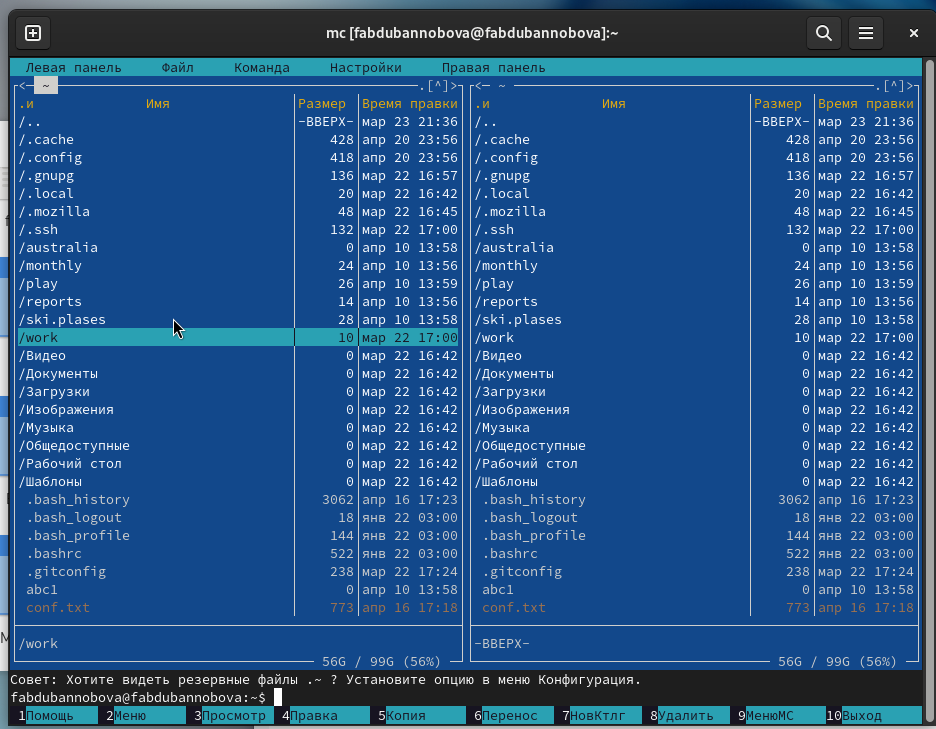 mc [fabdubannobova@fabdubannobova]:~
Левая панель Файл Команда Настройки Правая панель
<─ ~ .[^]> <─ ~ .[^]>
.и Имя Размер Время правки .и Имя Размер Время правки
/.. -ВВЕРХ- мар 23 21:36 /.. -ВВЕРХ- мар 23 21:36
/.cache 428 апр 20 23:56 /.cache 428 апр 20 23:56
/.config 418 апр 20 23:56 /.config 418 апр 20 23:56
/.gnupg 136 мар 22 16:57 /.gnupg 136 мар 22 16:57
/.local 20 мар 22 16:42 /.local 20 мар 22 16:42
/.mozilla 48 мар 22 16:45 /.mozilla 48 мар 22 16:45
/.ssh 132 мар 22 17:00 /.ssh 132 мар 22 17:00
/australia 0 апр 10 13:58 /australia 0 апр 10 13:58
/monthly 24 апр 10 13:56 /monthly 24 апр 10 13:56
/play 26 апр 10 13:59 /play 26 апр 10 13:59
/reports 14 апр 10 13:56 /reports 14 апр 10 13:56
/ski.plases 28 апр 10 13:58 /ski.plases 28 апр 10 13:58
/work 10 мар 22 17:00 /work 10 мар 22 17:00
/Видео 0 мар 22 16:42 /Видео 0 мар 22 16:42
/Документы 0 мар 22 16:42 /Документы 0 мар 22 16:42
/Загрузки 0 мар 22 16:42 /Загрузки 0 мар 22 16:42
/Изображения 0 мар 22 16:42 /Изображения 0 мар 22 16:42
/Музыка 0 мар 22 16:42 /Музыка 0 мар 22 16:42
/Общедоступные 0 мар 22 16:42 /Общедоступные 0 мар 22 16:42
/Рабочий стол 0 мар 22 16:42 /Рабочий стол 0 мар 22 16:42
/Шаблоны 0 мар 22 16:42 /Шаблоны 0 мар 22 16:42
.bash_history 3062 апр 16 17:23 .bash_history 3062 апр 16 17:23
.bash_logout 18 янв 22 03:00 .bash_logout 18 янв 22 03:00
.bash_profile 144 янв 22 03:00 .bash_profile 144 янв 22 03:00
.bashrc 522 янв 22 03:00 .bashrc 522 янв 22 03:00
.gitconfig 238 мар 22 17:24 .gitconfig 238 мар 22 17:24
abc1 0 апр 10 13:58 abc1 0 апр 10 13:58
conf.txt 773 апр 16 17:18 conf.txt 773 апр 16 17:18
/work -ВВЕРХ-
56G / 99G (56%) 56G / 99G (56%)
Совет: Хотите видеть резервные файлы .~ ? Установите опцию в меню Конфигурация.
fabdubannobova@fabdubannobova:~$
1Помощь 2Меню 3Просмотр 4Правка 5Копия 6Перенос 7НовКтлг 8Удалить 9МенюМС 10Выход